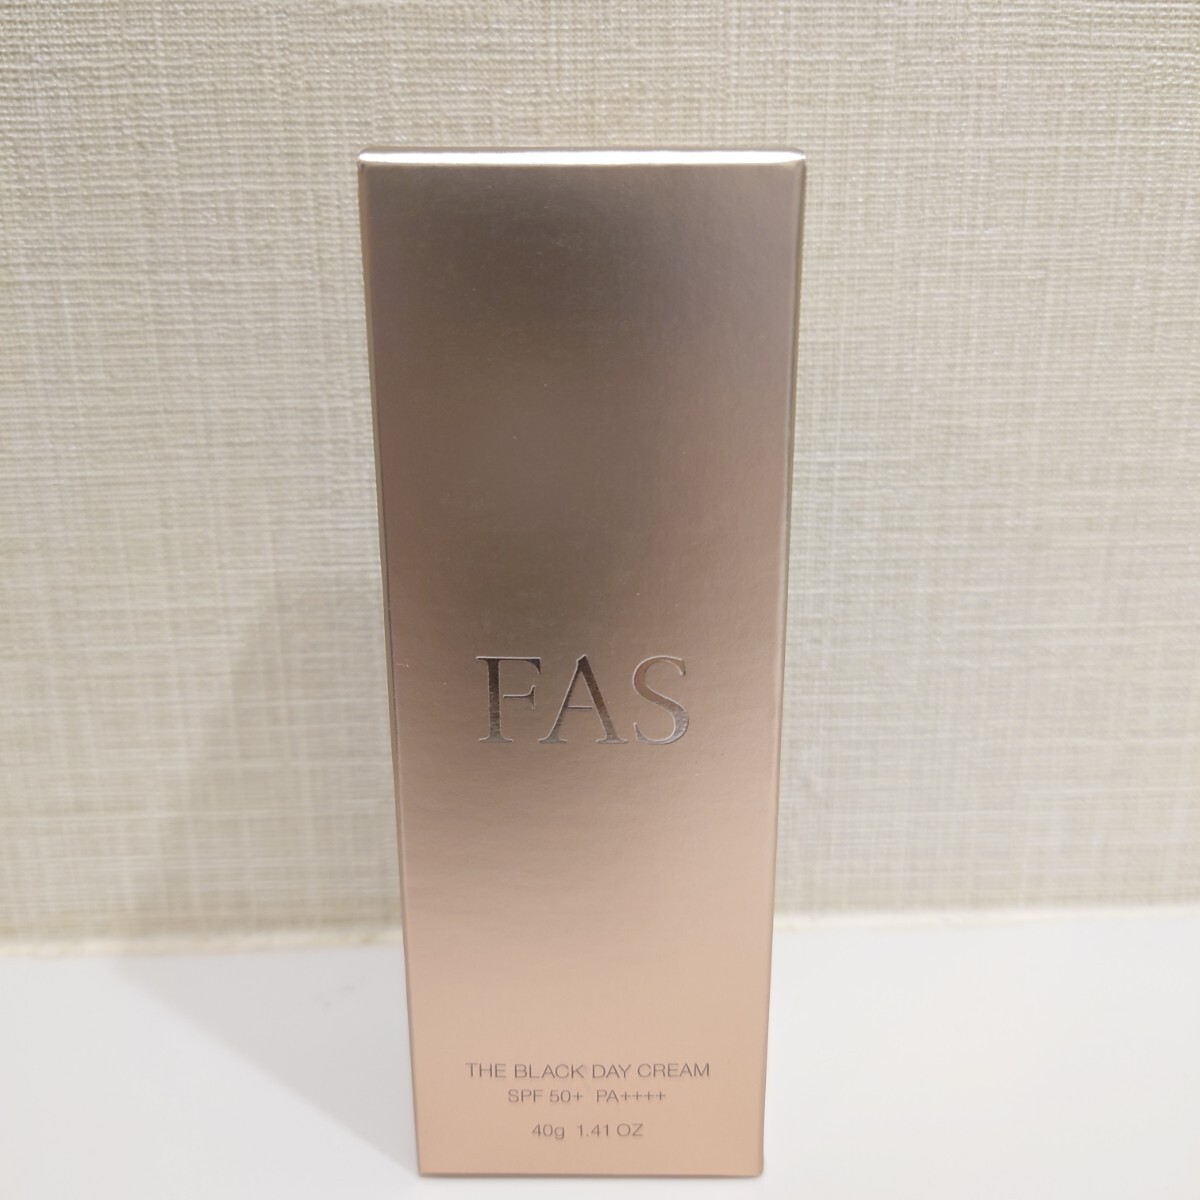 FAS
THE BLACK DAY CREAM
SPF 50+ PA++++
40g 1.41 OZ